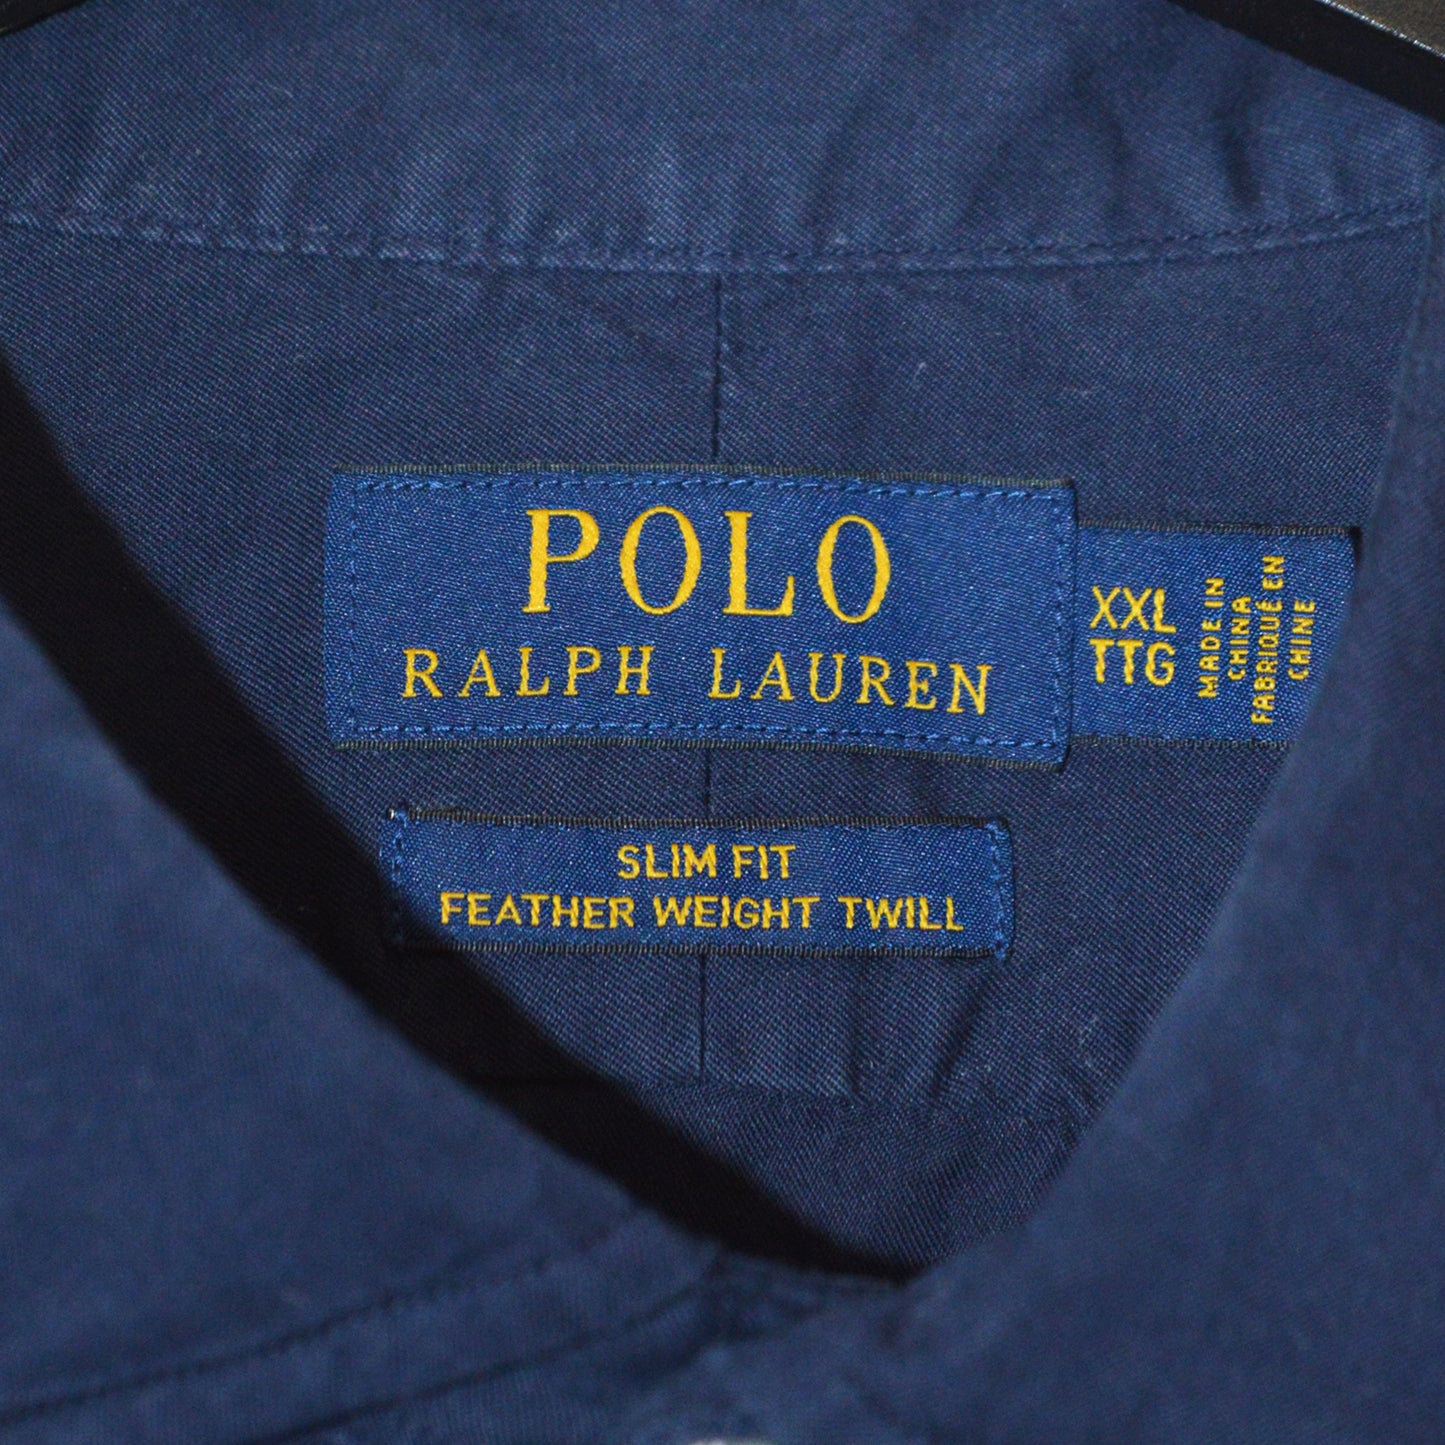 POLO
RALPH LAUREN
XXL
TTG
MADE IN
CHINA
FABRIQUÉ EN
CHINE
SLIM FIT
FEATHER WEIGHT TWILL